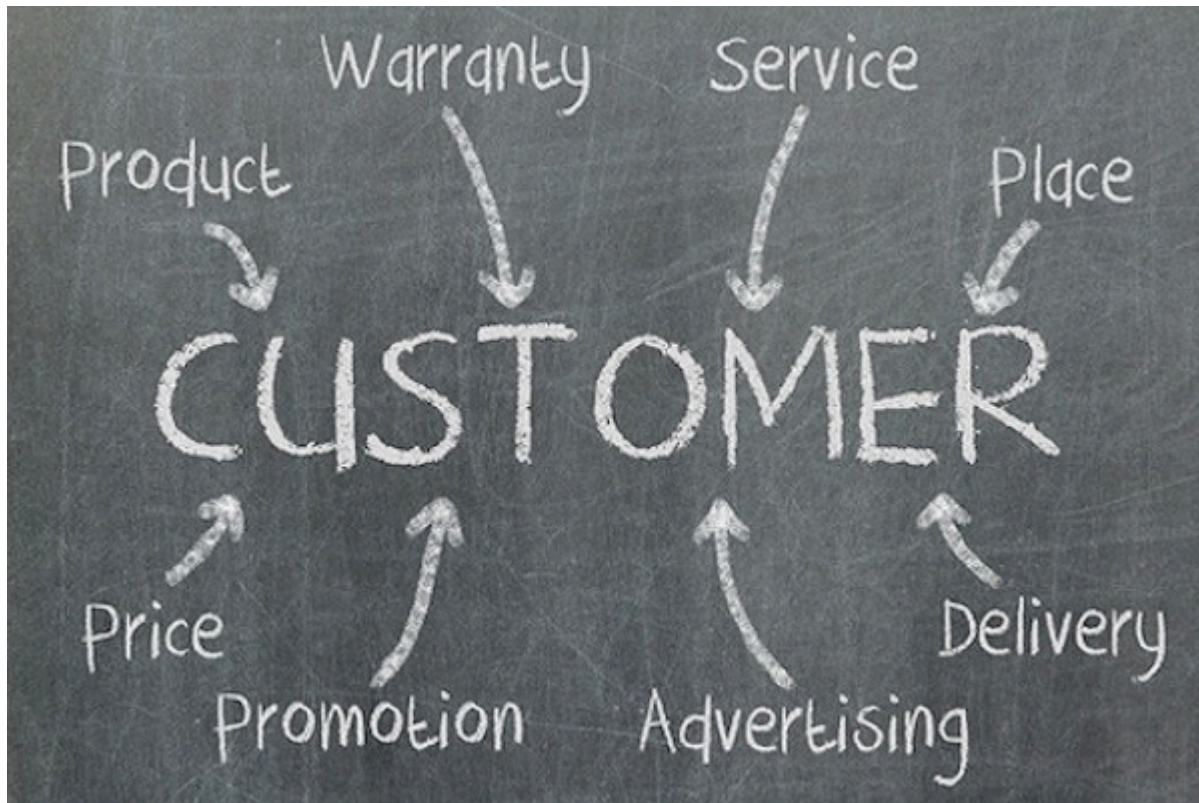 Warranty
Service
Product
Place
CUSTOMER
Price
Delivery
Promotion
Advertising